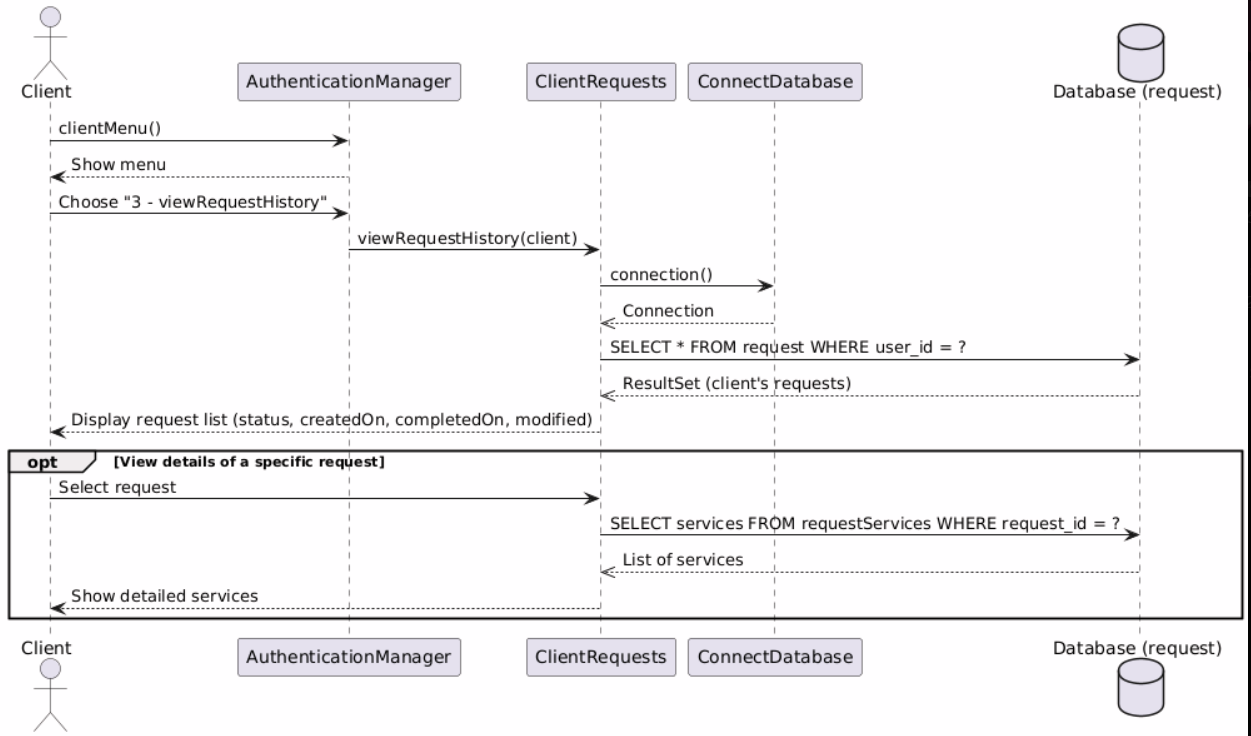 Client
AuthenticationManager
ClientRequests
ConnectDatabase
Database (request)
clientMenu()
Show menu
Choose "3 - viewRequestHistory"
viewRequestHistory(client)
connection()
Connection
SELECT * FROM request WHERE user_id = ?
ResultSet (client's requests)
Display request list (status, createdOn, completedOn, modified)
opt [View details of a specific request]
Select request
SELECT services FROM requestServices WHERE request_id = ?
List of services
Show detailed services
Client
AuthenticationManager
ClientRequests
ConnectDatabase
Database (request)